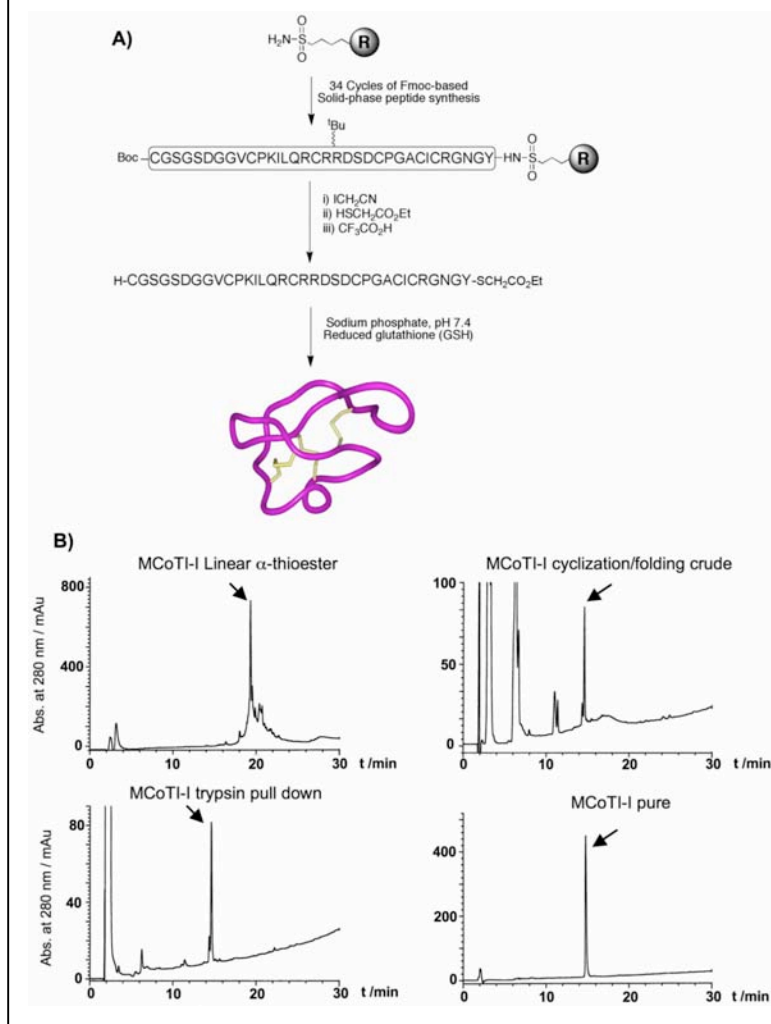 A)
H₂N
O
S
O
R
34 Cycles of Fmoc-based
Solid-phase peptide synthesis
ᵗBu
Boc–CGSGSDGGVCPKILQRCRRDSDCPGACICRGNGY–HN
O
S
O
R
i) ICH₂CN
ii) HSCH₂CO₂Et
iii) CF₃CO₂H
H-CGSGSDGGVCPKILQRCRRDSDCPGACICRGNGY-SCH₂CO₂Et
Sodium phosphate, pH 7.4
Reduced glutathione (GSH)
B)
MCoTI-I Linear α-thioester
Abs. at 280 nm / mAu
800
400
0
0 10 20 30
t /min
MCoTI-I cyclization/folding crude
100
50
0
0 10 20 30
t /min
MCoTI-I trypsin pull down
Abs. at 280 nm / mAu
80
40
0
0 10 20 30
t /min
MCoTI-I pure
400
200
0
0 10 20 30
t /min